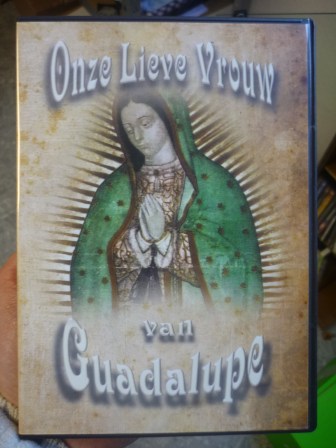 Onze Lieve Vrouw
van
Guadalupe